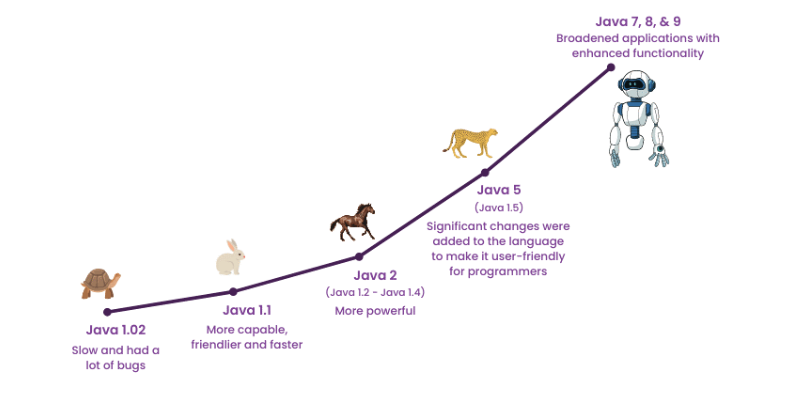 Java 1.02
Slow and had a
lot of bugs
Java 1.1
More capable,
friendlier and faster
Java 2
(Java 1.2 - Java 1.4)
More powerful
Java 5
(Java 1.5)
Significant changes were
added to the language
to make it user-friendly
for programmers
Java 7, 8, & 9
Broadened applications with
enhanced functionality